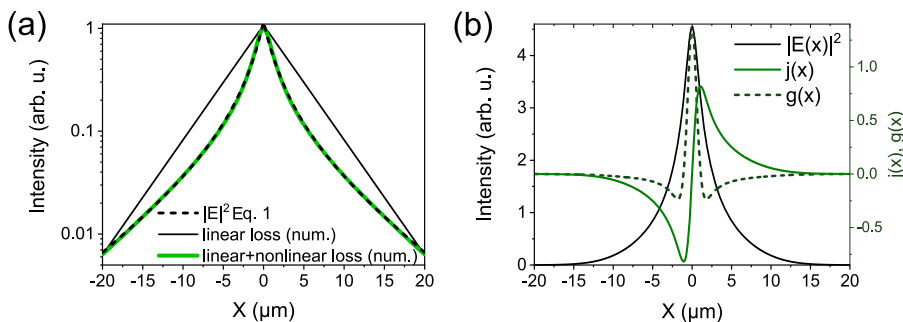 (a)
Intensity (arb. u.)
1
0.1
0.01
|E|² Eq. 1
linear loss (num.)
linear+nonlinear loss (num.)
-20 -15 -10 -5 0 5 10 15 20
X (µm)
(b)
Intensity (arb. u.)
4
3
2
1
0
|E(x)|²
j(x)
g(x)
1.0
0.5
0.0
-0.5
j(x), g(x)
-20 -15 -10 -5 0 5 10 15 20
X (µm)